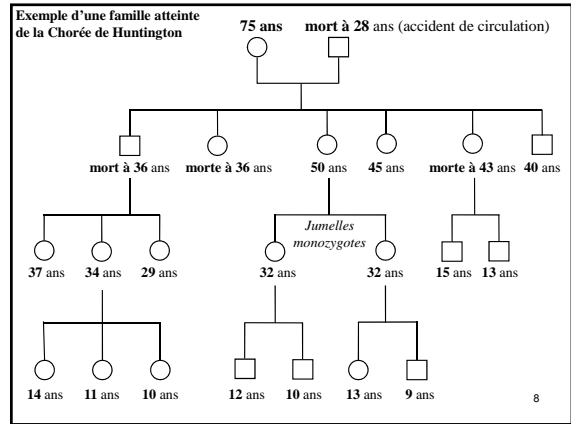 Exemple d'une famille atteinte
de la Chorée de Huntington
75 ans mort à 28 ans (accident de circulation)
mort à 36 ans morte à 36 ans 50 ans 45 ans morte à 43 ans 40 ans
Jumelles
monozygotes
37 ans 34 ans 29 ans 32 ans 32 ans 15 ans 13 ans
14 ans 11 ans 10 ans 12 ans 10 ans 13 ans 9 ans
8